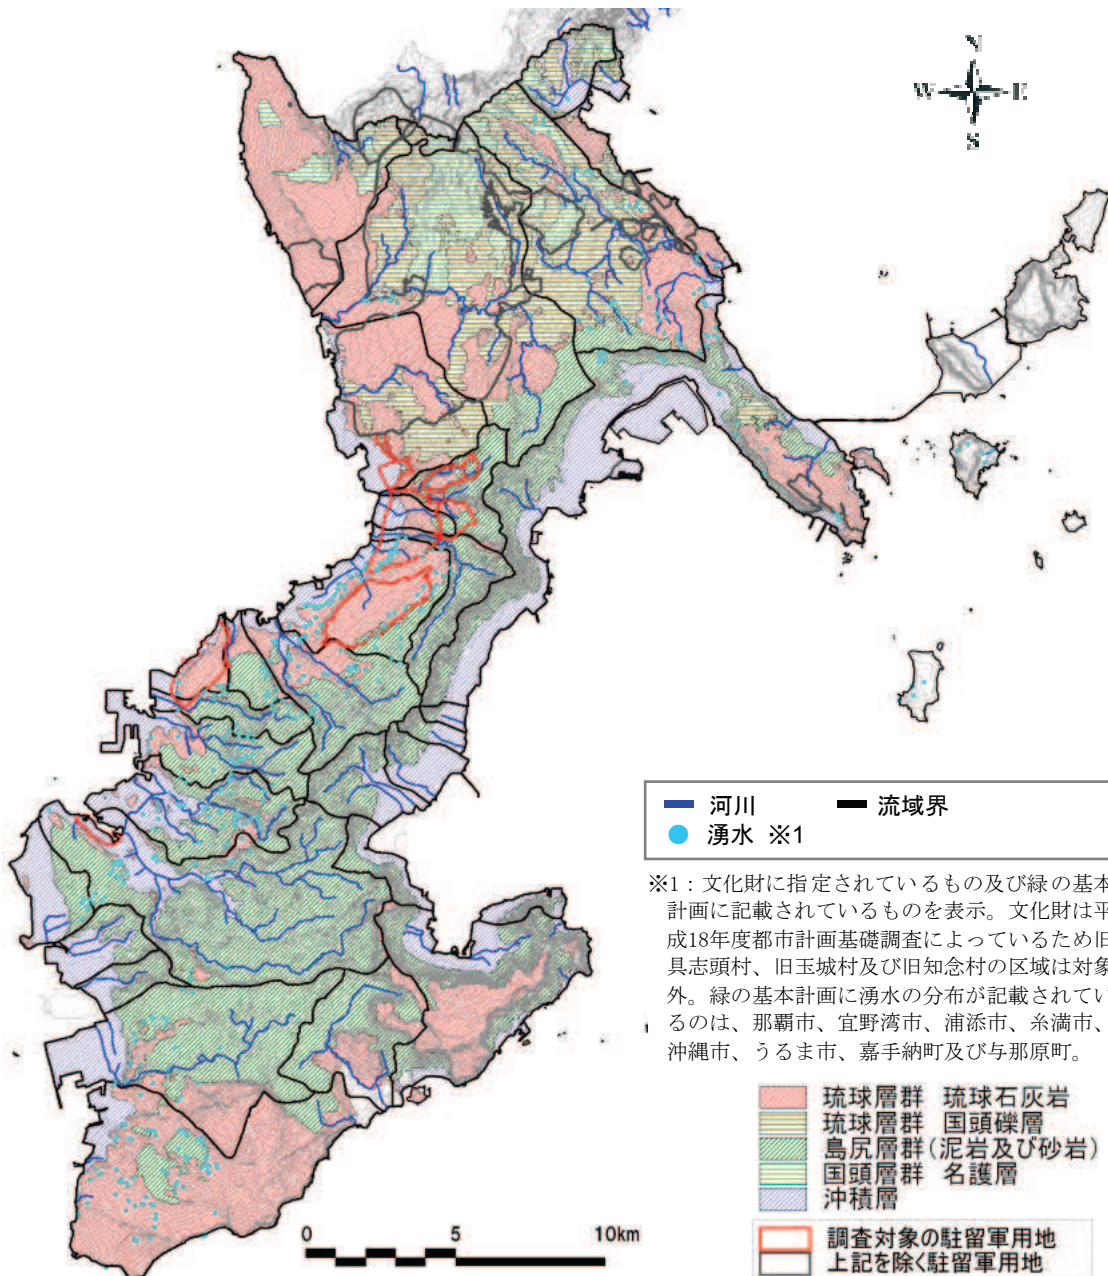 N
W E
S
河川 流域界
湧水 ※1
※1：文化財に指定されているもの及び緑の基本
計画に記載されているものを表示。文化財は平
成18年度都市計画基礎調査によっているため旧
具志頭村、旧玉城村及び旧知念村の区域は対象
外。緑の基本計画に湧水の分布が記載されてい
るのは、那覇市、宜野湾市、浦添市、糸満市、
沖縄市、うるま市、嘉手納町及び与那原町。
琉球層群 琉球石灰岩
琉球層群 国頭礫層
島尻層群(泥岩及び砂岩)
国頭層群 名護層
沖積層
調査対象の駐留軍用地
上記を除く駐留軍用地
0 5 10km